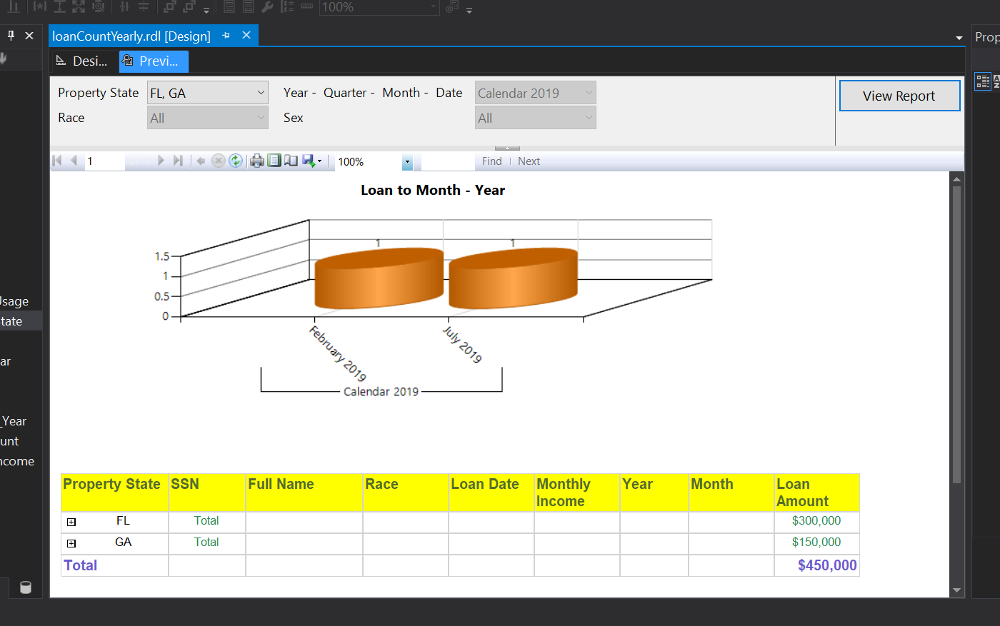 100%
loanCountYearly.rdl [Design]
Prop
Desi...
Previ...
Property State
FL, GA
Year - Quarter - Month - Date
Calendar 2019
View Report
Race
All
Sex
All
1
100%
Find
Next
Loan to Month - Year
1
1
1.5
1
0.5
0
February 2019
July 2019
Calendar 2019
Usage
tate
ar
_Year
unt
ncome
Property State SSN Full Name Race Loan Date Monthly Income Year Month Loan Amount
FL Total $300,000
GA Total $150,000
Total $450,000